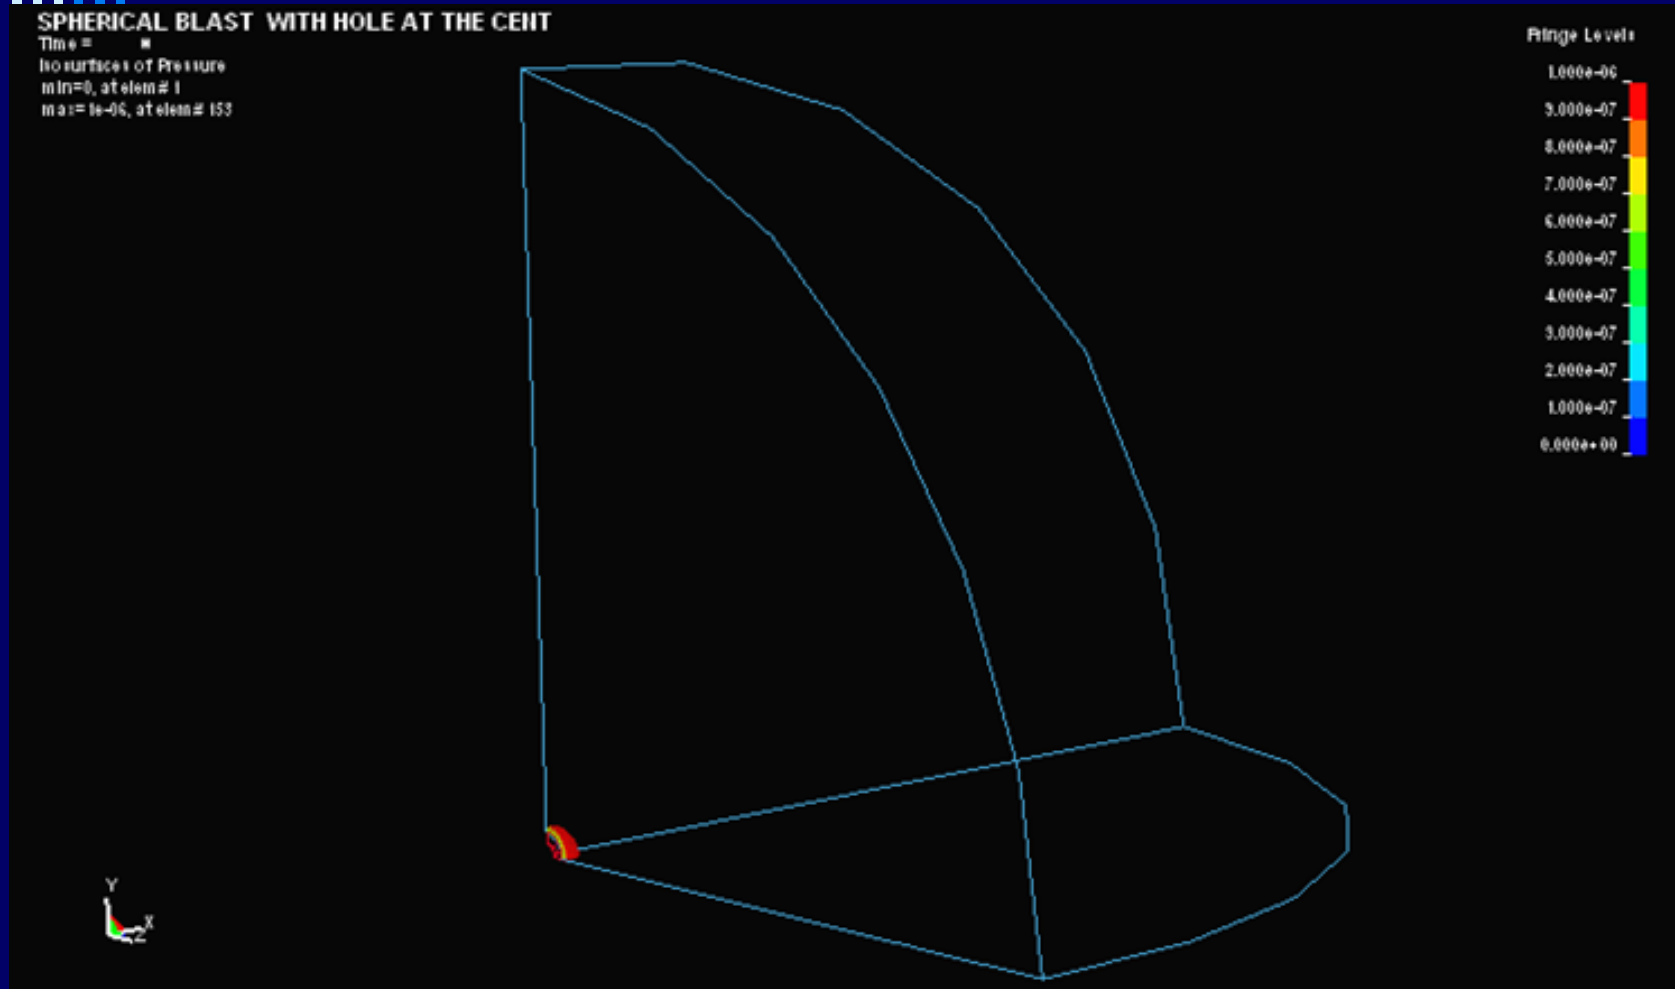 SPHERICAL BLAST WITH HOLE AT THE CENT
Time =
Isosurfaces of Pressure
min=0, at elem# 1
max=1e-06, at elem# 153
Fringe Levels
1.000e-06
9.000e-07
8.000e-07
7.000e-07
6.000e-07
5.000e-07
4.000e-07
3.000e-07
2.000e-07
1.000e-07
0.000e+00
Y
X
Z